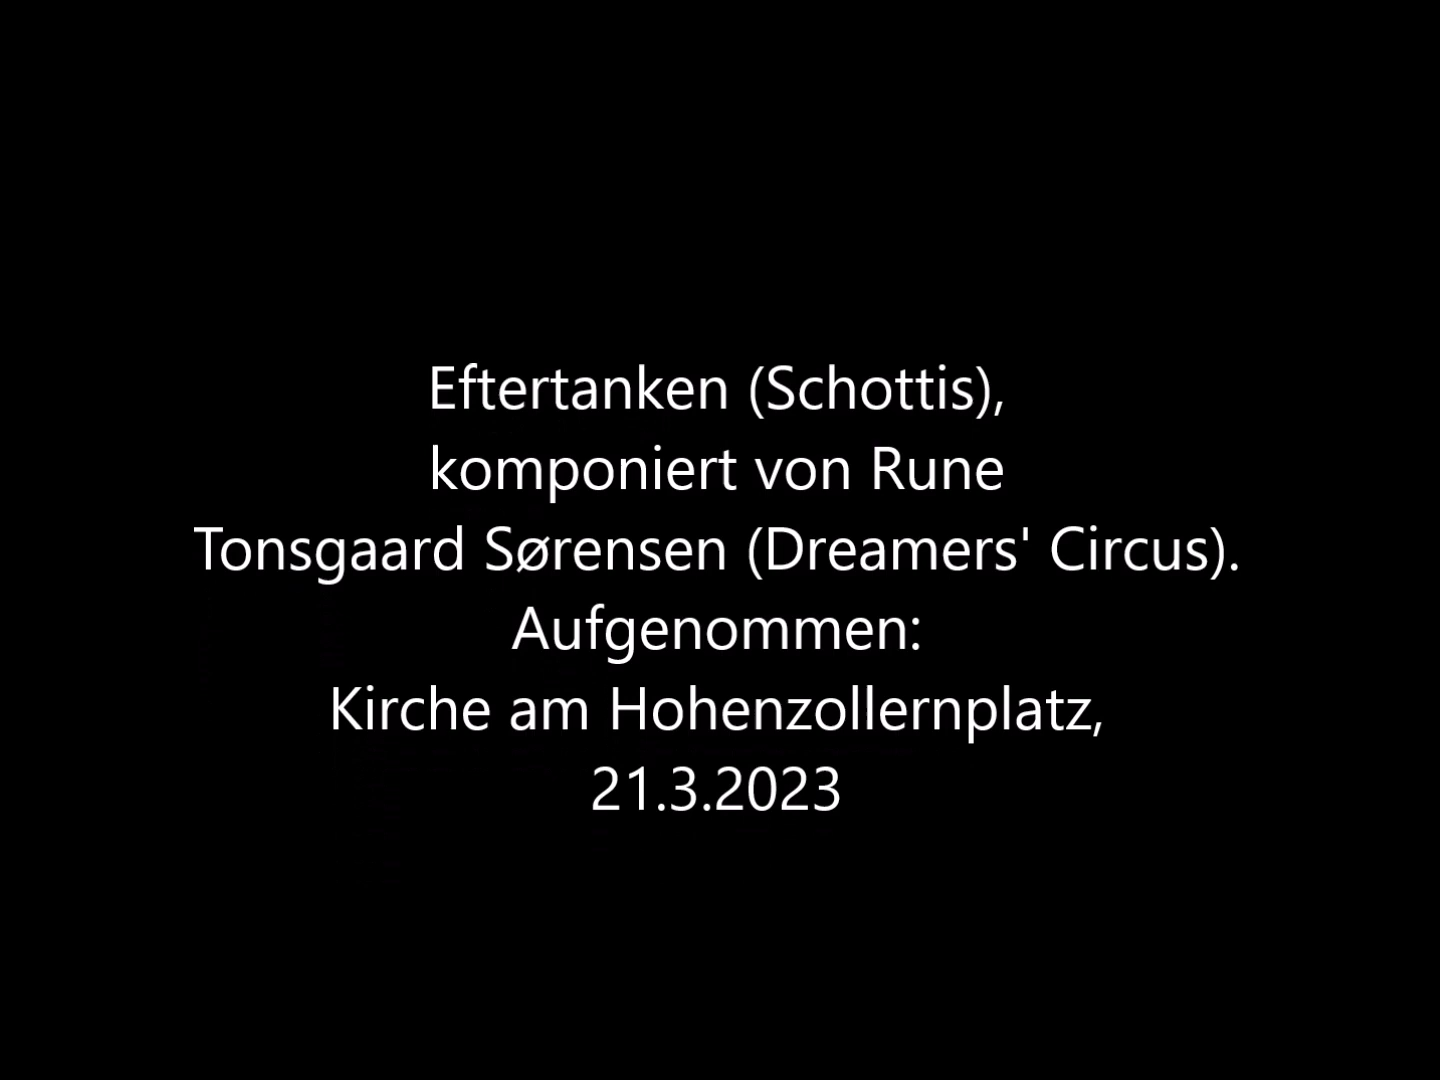 Eftertanken (Schottis),
komponiert von Rune
Tonsgaard Sørensen (Dreamers' Circus).
Aufgenommen:
Kirche am Hohenzollernplatz,
21.3.2023